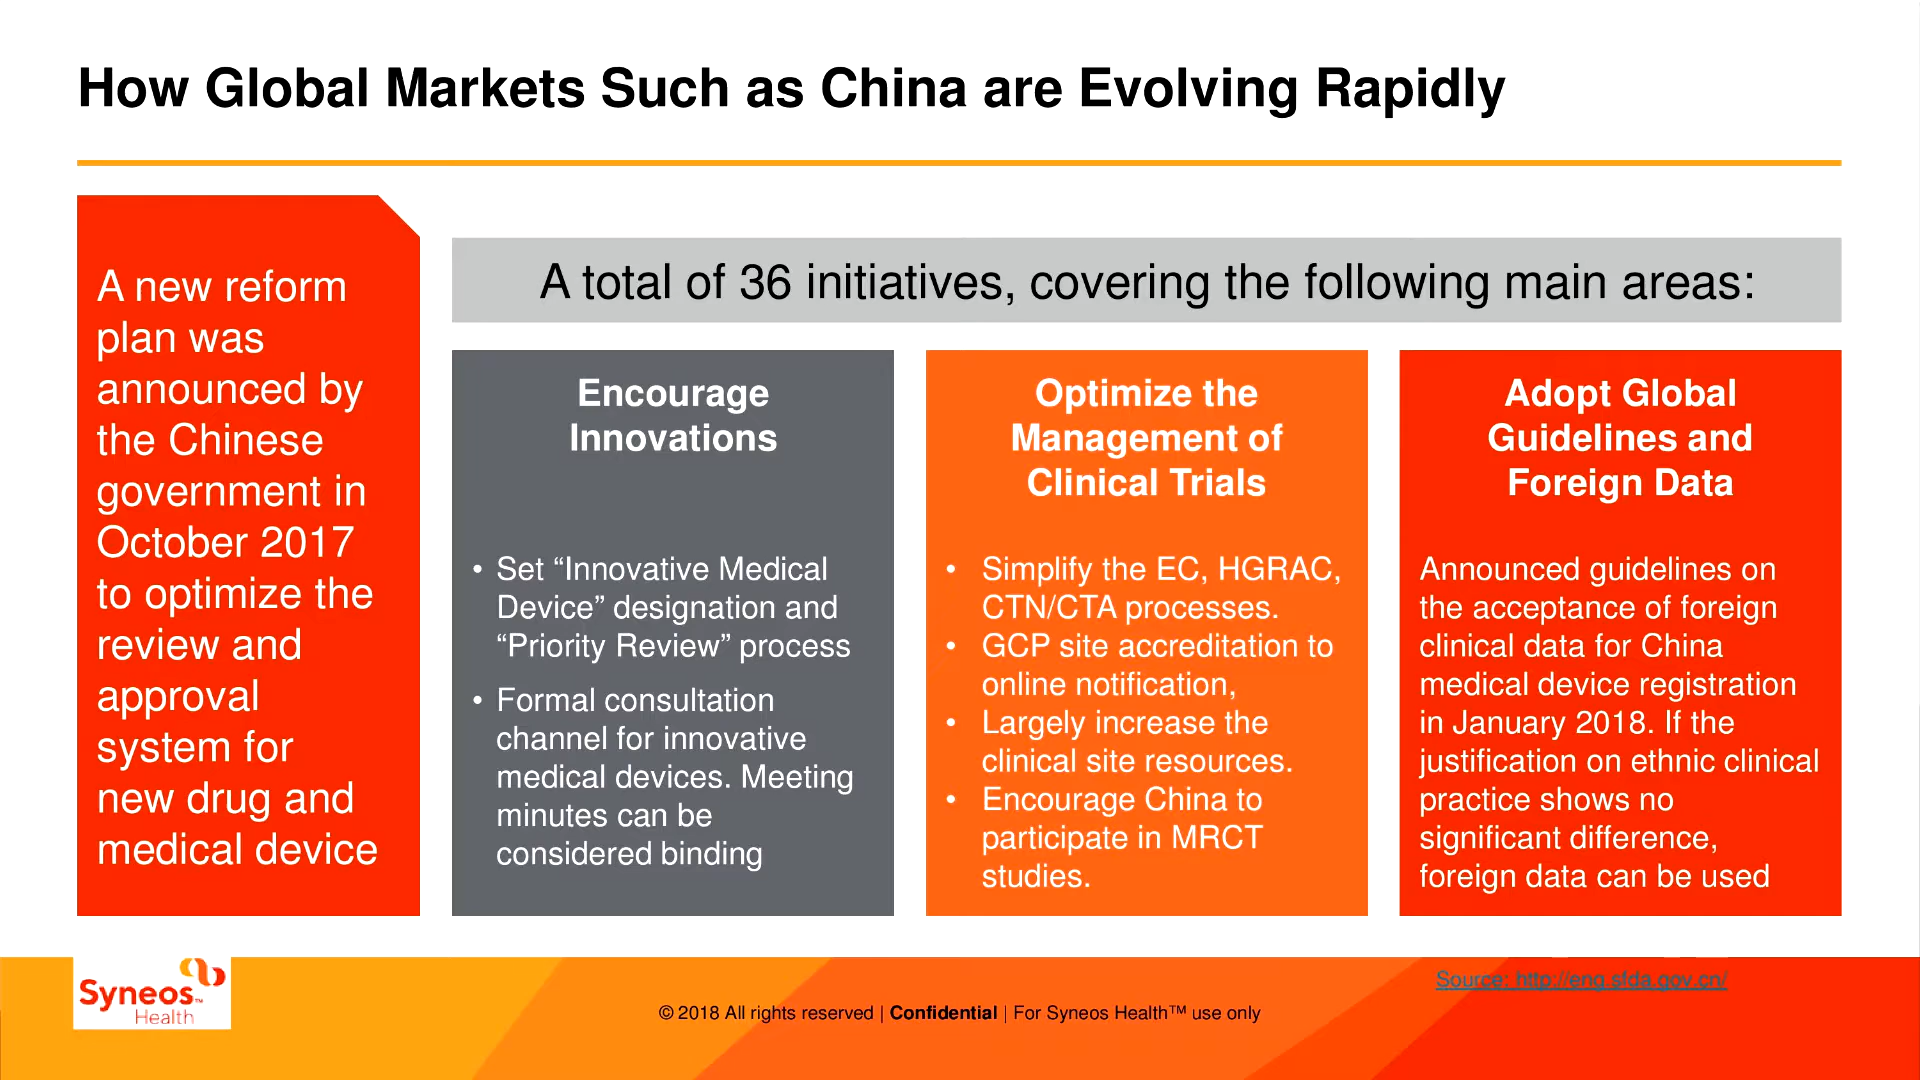 How Global Markets Such as China are Evolving Rapidly
A new reform
plan was
announced by
the Chinese
government in
October 2017
to optimize the
review and
approval
system for
new drug and
medical device
A total of 36 initiatives, covering the following main areas:
Encourage
Innovations
• Set “Innovative Medical
Device” designation and
“Priority Review” process
• Formal consultation
channel for innovative
medical devices. Meeting
minutes can be
considered binding
Optimize the
Management of
Clinical Trials
• Simplify the EC, HGRAC,
CTN/CTA processes.
• GCP site accreditation to
online notification,
• Largely increase the
clinical site resources.
• Encourage China to
participate in MRCT
studies.
Adopt Global
Guidelines and
Foreign Data
Announced guidelines on
the acceptance of foreign
clinical data for China
medical device registration
in January 2018. If the
justification on ethnic clinical
practice shows no
significant difference,
foreign data can be used
Syneos™
Health
Source: http://eng.sfda.gov.cn/
© 2018 All rights reserved | Confidential | For Syneos Health™ use only